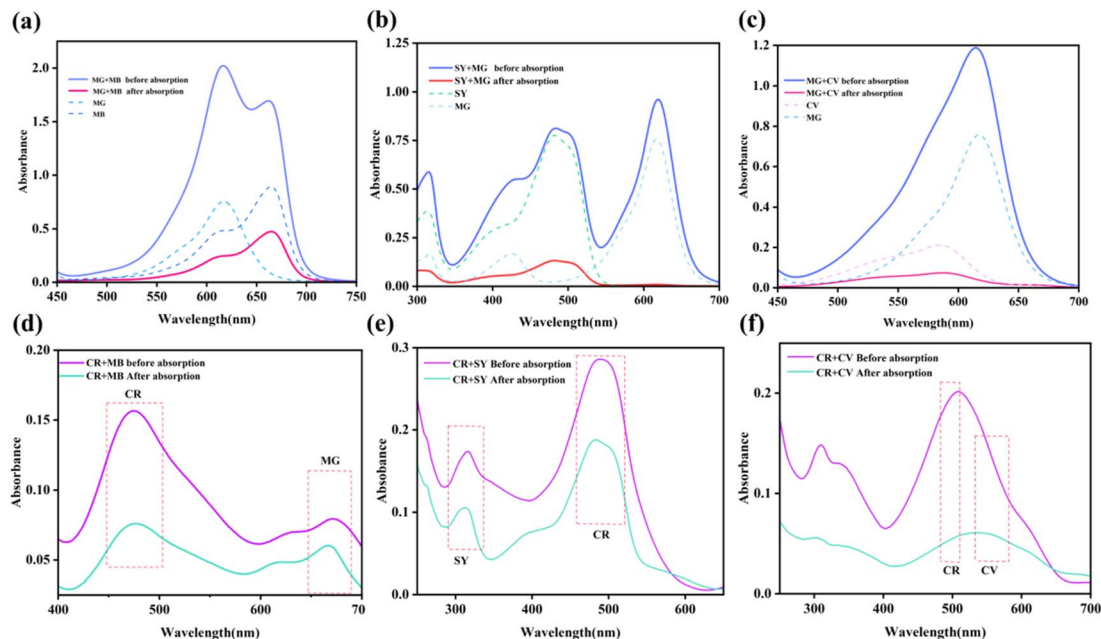 (a)
2.0
1.5
1.0
0.5
0.0
Absorbance
MG+MB before absorption
MG+MB after absorption
MG
MB
450 500 550 600 650 700 750
Wavelength(nm)
(b)
1.25
1.00
0.75
0.50
0.25
0.00
Absorbance
SY+MG before absorption
SY+MG after absorption
SY
MG
300 400 500 600 700
Wavelength(nm)
(c)
1.2
1.0
0.8
0.6
0.4
0.2
0.0
Absorbance
MG+CV before absorption
MG+CV after absorption
CV
MG
450 500 550 600 650 700
Wavelength(nm)
(d)
0.20
0.15
0.10
0.05
Absorbance
CR+MB before absorption
CR+MB After absorption
CR
MG
400 500 600 70
Wavelength(nm)
(e)
0.3
0.2
0.1
0.0
Absorbance
CR+SY Before absorption
CR+SY After absorption
SY
CR
300 400 500 600
Wavelength(nm)
(f)
0.2
0.1
0.0
Absobance
CR+CV Before absorption
CR+CV After absorption
CR
CV
300 400 500 600 700
Wavelength(nm)